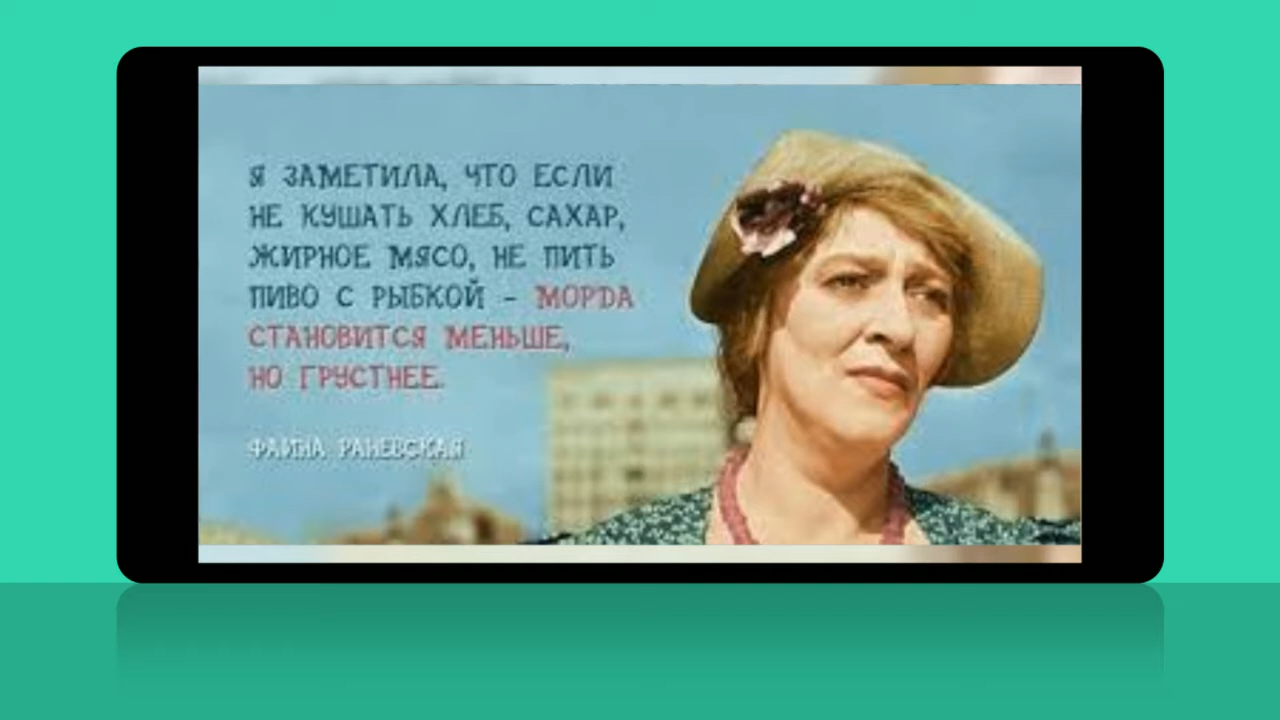 Я ЗАМЕТИЛА, ЧТО ЕСЛИ
НЕ КУШАТЬ ХЛЕБ, САХАР,
ЖИРНОЕ МЯСО, НЕ ПИТЬ
ПИВО С РЫБКОЙ – МОРДА
СТАНОВИТСЯ МЕНЬШЕ,
НО ГРУСТНЕЕ.
ФАИНА РАНЕВСКАЯ